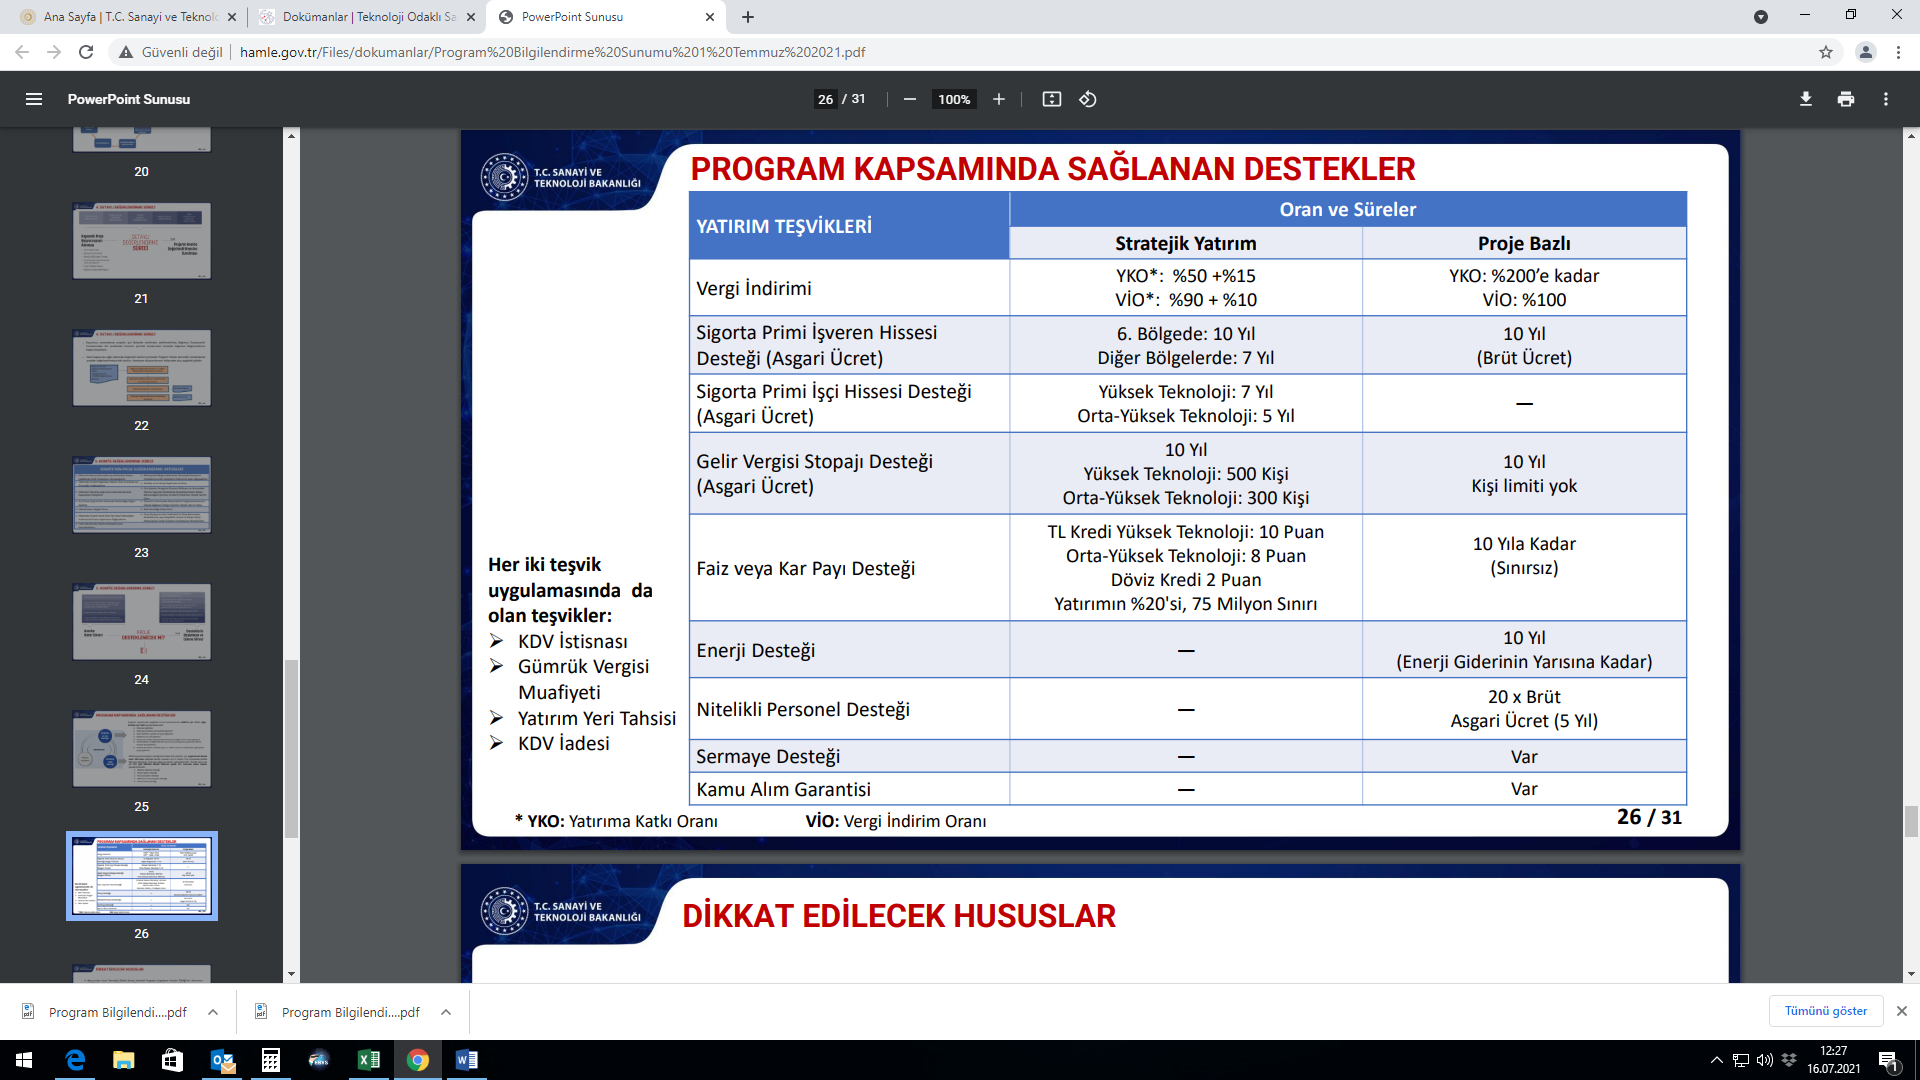 Ana Sayfa | T.C. Sanayi ve Teknolo
Dokümanlar | Teknoloji Odaklı Sa
PowerPoint Sunusu
Güvenli değil
hamle.gov.tr/Files/dokumanlar/Program%20Bilgilendirme%20Sunumu%201%20Temmuz%202021.pdf
PowerPoint Sunusu
26 / 31
100%
20
21
22
23
24
25
26
T.C. SANAYİ VE
TEKNOLOJİ BAKANLIĞI
PROGRAM KAPSAMINDA SAĞLANAN DESTEKLER
YATIRIM TEŞVİKLERİ
Oran ve Süreler
Stratejik Yatırım
Proje Bazlı
Vergi İndirimi
YKO*: %50 +%15
VİO*: %90 + %10
YKO: %200’e kadar
VİO: %100
Sigorta Primi İşveren Hissesi
Desteği (Asgari Ücret)
6. Bölgede: 10 Yıl
Diğer Bölgelerde: 7 Yıl
10 Yıl
(Brüt Ücret)
Sigorta Primi İşçi Hissesi Desteği
(Asgari Ücret)
Yüksek Teknoloji: 7 Yıl
Orta-Yüksek Teknoloji: 5 Yıl
—
Gelir Vergisi Stopajı Desteği
(Asgari Ücret)
10 Yıl
Yüksek Teknoloji: 500 Kişi
Orta-Yüksek Teknoloji: 300 Kişi
10 Yıl
Kişi limiti yok
Faiz veya Kar Payı Desteği
TL Kredi Yüksek Teknoloji: 10 Puan
Orta-Yüksek Teknoloji: 8 Puan
Döviz Kredi 2 Puan
Yatırımın %20'si, 75 Milyon Sınırı
10 Yıla Kadar
(Sınırsız)
Enerji Desteği
—
10 Yıl
(Enerji Giderinin Yarısına Kadar)
Nitelikli Personel Desteği
—
20 x Brüt
Asgari Ücret (5 Yıl)
Sermaye Desteği
—
Var
Kamu Alım Garantisi
—
Var
Her iki teşvik
uygulamasında da
olan teşvikler:
➢ KDV İstisnası
➢ Gümrük Vergisi
Muafiyeti
➢ Yatırım Yeri Tahsisi
➢ KDV İadesi
* YKO: Yatırıma Katkı Oranı
VİO: Vergi İndirim Oranı
26 / 31
T.C. SANAYİ VE
TEKNOLOJİ BAKANLIĞI
DİKKAT EDİLECEK HUSUSLAR
Program Bilgilendi....pdf
Program Bilgilendi....pdf
Tümünü göster
12:27
16.07.2021
1